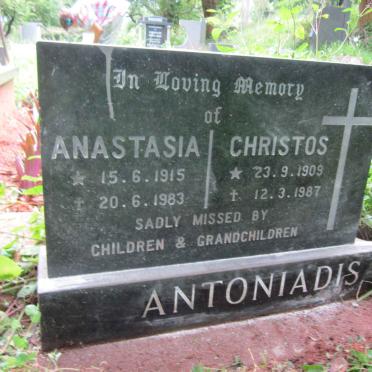 In Loving Memory
of
ANASTASIA CHRISTOS
★ 15.6.1915 ★ 23.9.1909
✝ 20.6.1983 ✝ 12.3.1987
SADLY MISSED BY
CHILDREN & GRANDCHILDREN
ANTONIADIS